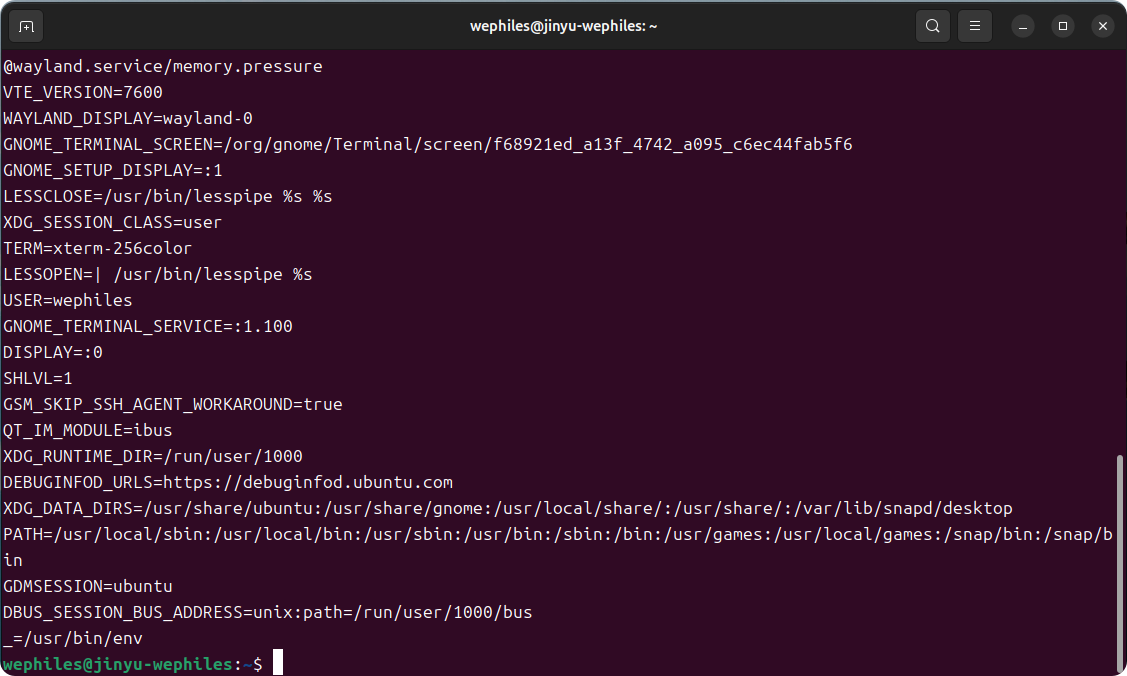 wephiles@jinyu-wephiles: ~
@wayland.service/memory.pressure
VTE_VERSION=7600
WAYLAND_DISPLAY=wayland-0
GNOME_TERMINAL_SCREEN=/org/gnome/Terminal/screen/f68921ed_a13f_4742_a095_c6ec44fab5f6
GNOME_SETUP_DISPLAY=:1
LESSCLOSE=/usr/bin/lesspipe %s %s
XDG_SESSION_CLASS=user
TERM=xterm-256color
LESSOPEN=| /usr/bin/lesspipe %s
USER=wephiles
GNOME_TERMINAL_SERVICE=:1.100
DISPLAY=:0
SHLVL=1
GSM_SKIP_SSH_AGENT_WORKAROUND=true
QT_IM_MODULE=ibus
XDG_RUNTIME_DIR=/run/user/1000
DEBUGINFOD_URLS=https://debuginfod.ubuntu.com
XDG_DATA_DIRS=/usr/share/ubuntu:/usr/share/gnome:/usr/local/share/:/usr/share/:/var/lib/snapd/desktop
PATH=/usr/local/sbin:/usr/local/bin:/usr/sbin:/usr/bin:/sbin:/bin:/usr/games:/usr/local/games:/snap/bin:/snap/b
in
GDMSESSION=ubuntu
DBUS_SESSION_BUS_ADDRESS=unix:path=/run/user/1000/bus
_=/usr/bin/env
wephiles@jinyu-wephiles:~$